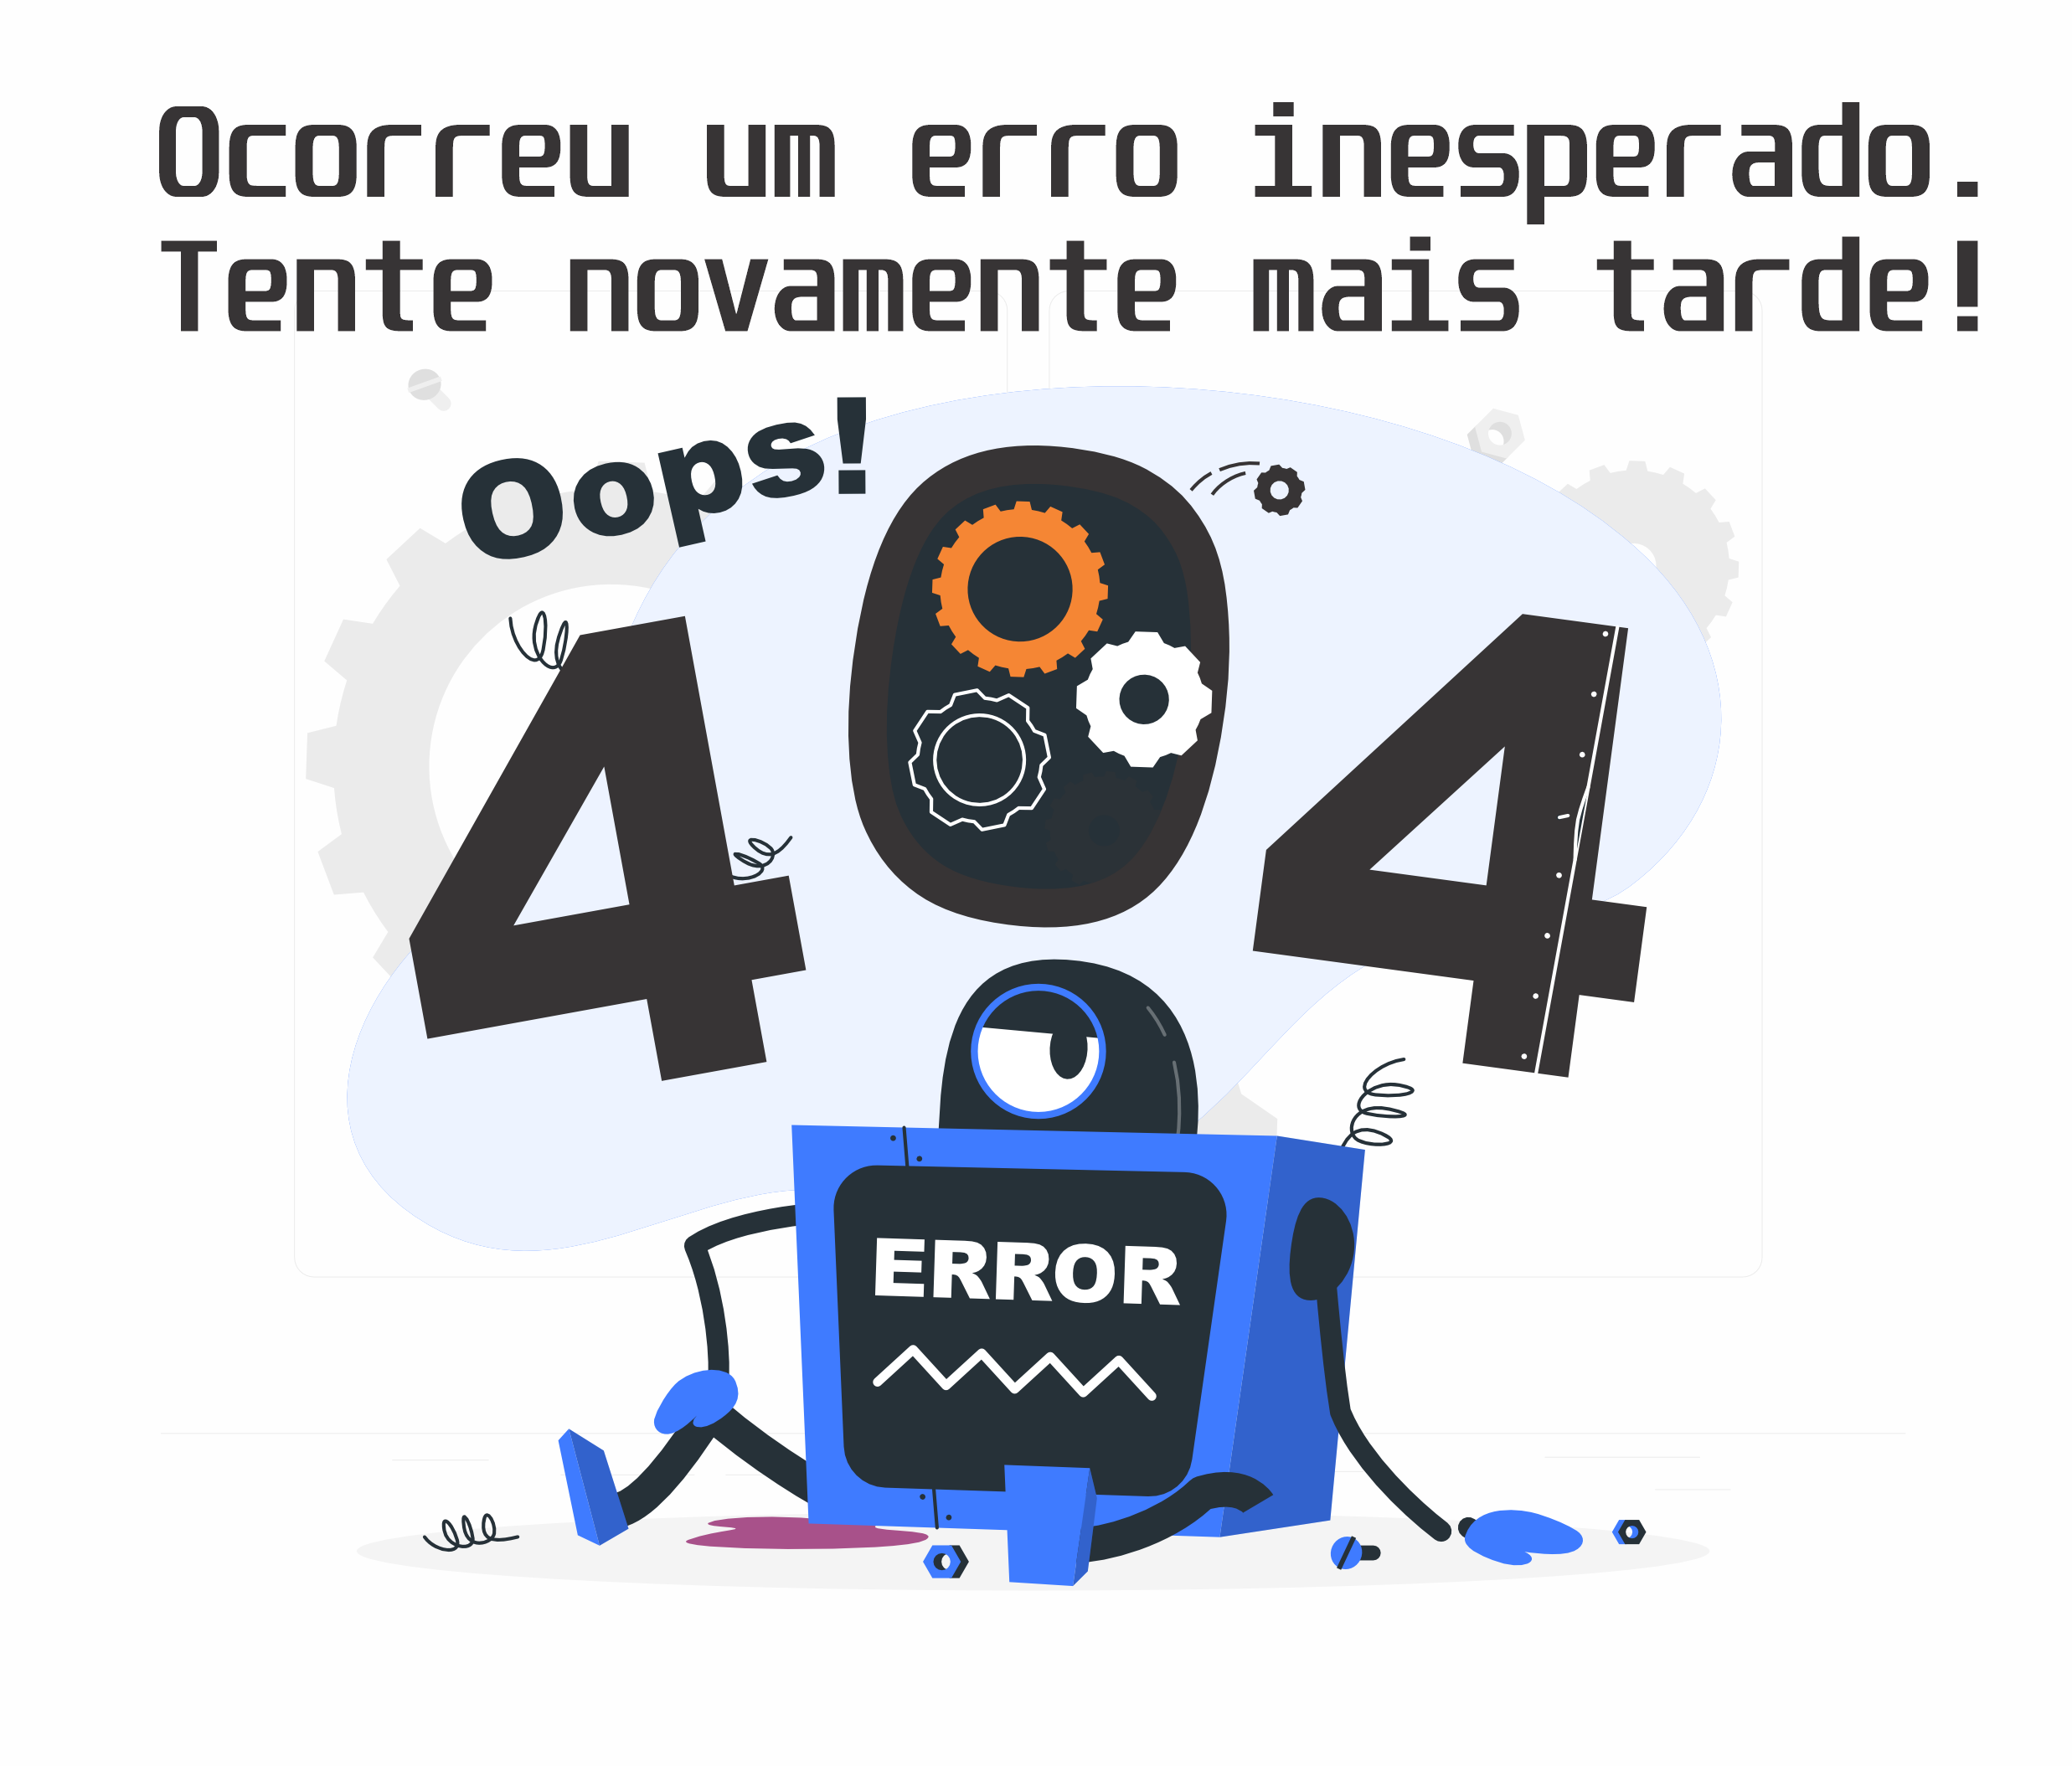 Ocorreu um erro inesperado.
Tente novamente mais tarde!
Oops!
404
ERROR